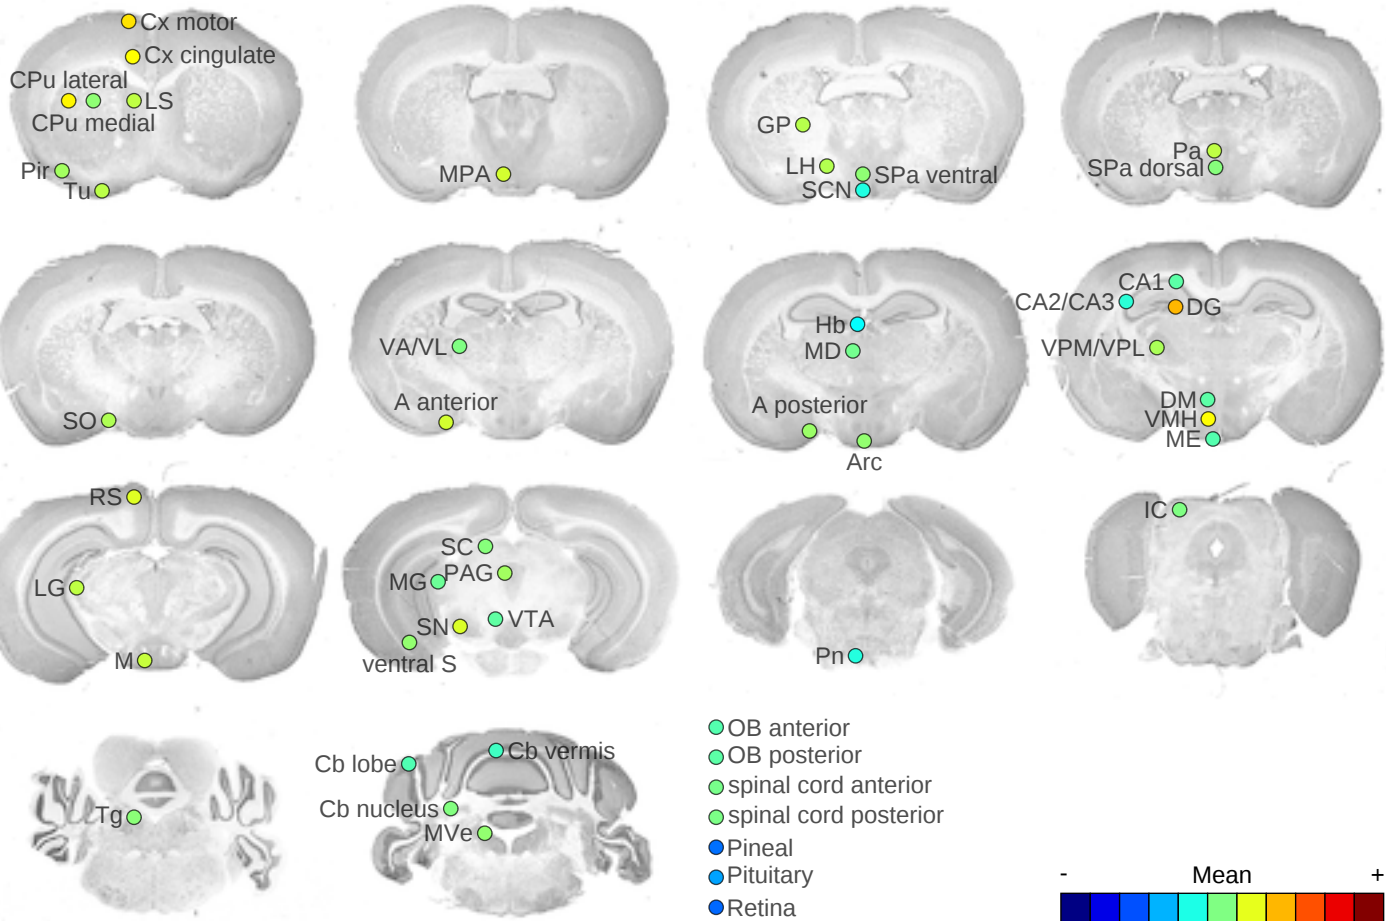 Cx motor
Cx cingulate
CPu lateral
LS
CPu medial
Pir
Tu
MPA
GP
LH
SPa ventral
SCN
Pa
SPa dorsal
SO
VA/VL
A anterior
Hb
MD
A posterior
Arc
CA1
CA2/CA3
DG
VPM/VPL
DM
VMH
ME
RS
LG
M
SC
PAG
MG
VTA
SN
ventral S
Pn
IC
Tg
Cb vermis
Cb lobe
Cb nucleus
MVe
OB anterior
OB posterior
spinal cord anterior
spinal cord posterior
Pineal
Pituitary
Retina
- Mean +